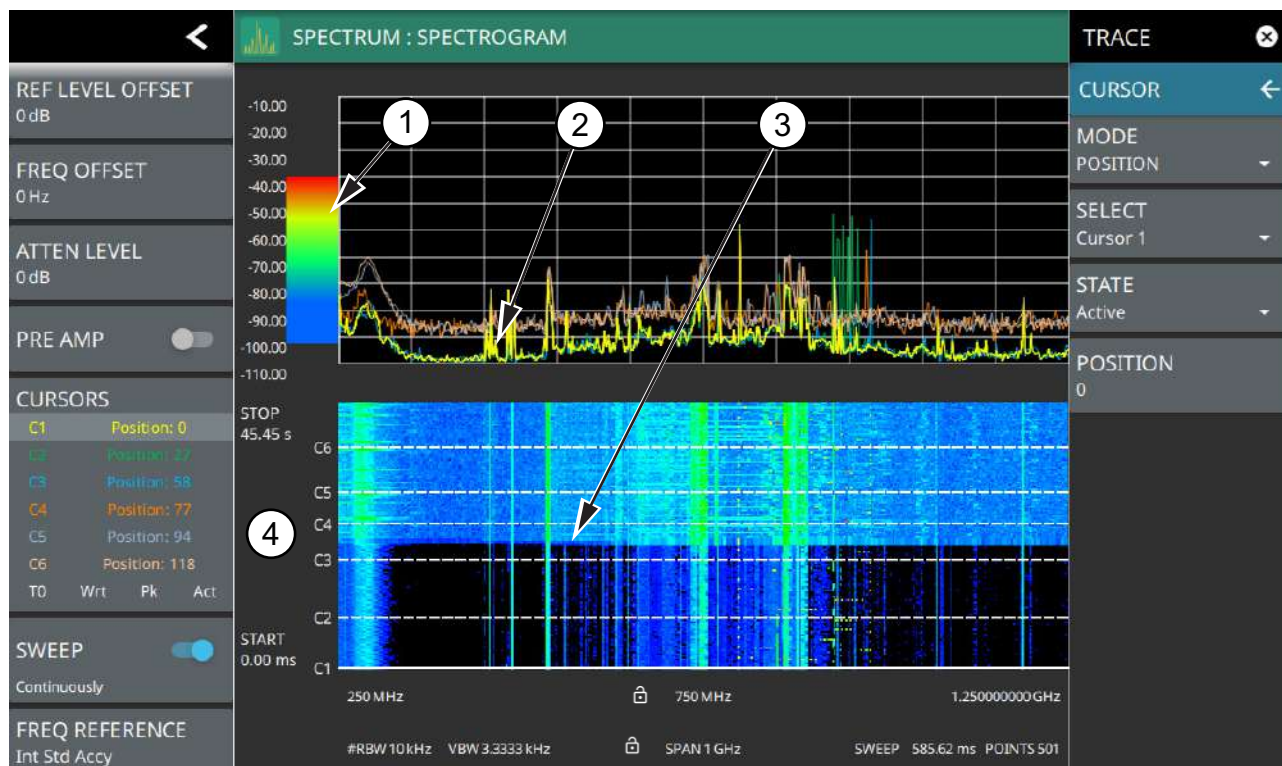 SPECTRUM : SPECTROGRAM
REF LEVEL OFFSET
0 dB
FREQ OFFSET
0 Hz
ATTEN LEVEL
0 dB
PRE AMP
CURSORS
C1 Position: 0
C2 Position: 27
C3 Position: 58
C4 Position: 77
C5 Position: 94
C6 Position: 118
T0 Wrt Pk Act
SWEEP
Continuously
FREQ REFERENCE
Int Std Accy
-10.00
-20.00
-30.00
-40.00
-50.00
-60.00
-70.00
-80.00
-90.00
-100.00
-110.00
1
2
3
STOP
45.45 s
C6
C5
C4
4
C3
C2
START
0.00 ms
C1
250 MHz
750 MHz
1.250000000 GHz
#RBW 10 kHz VBW 3.3333 kHz
SPAN 1 GHz
SWEEP 585.62 ms POINTS 501
TRACE
CURSOR
MODE
POSITION
SELECT
Cursor 1
STATE
Active
POSITION
0